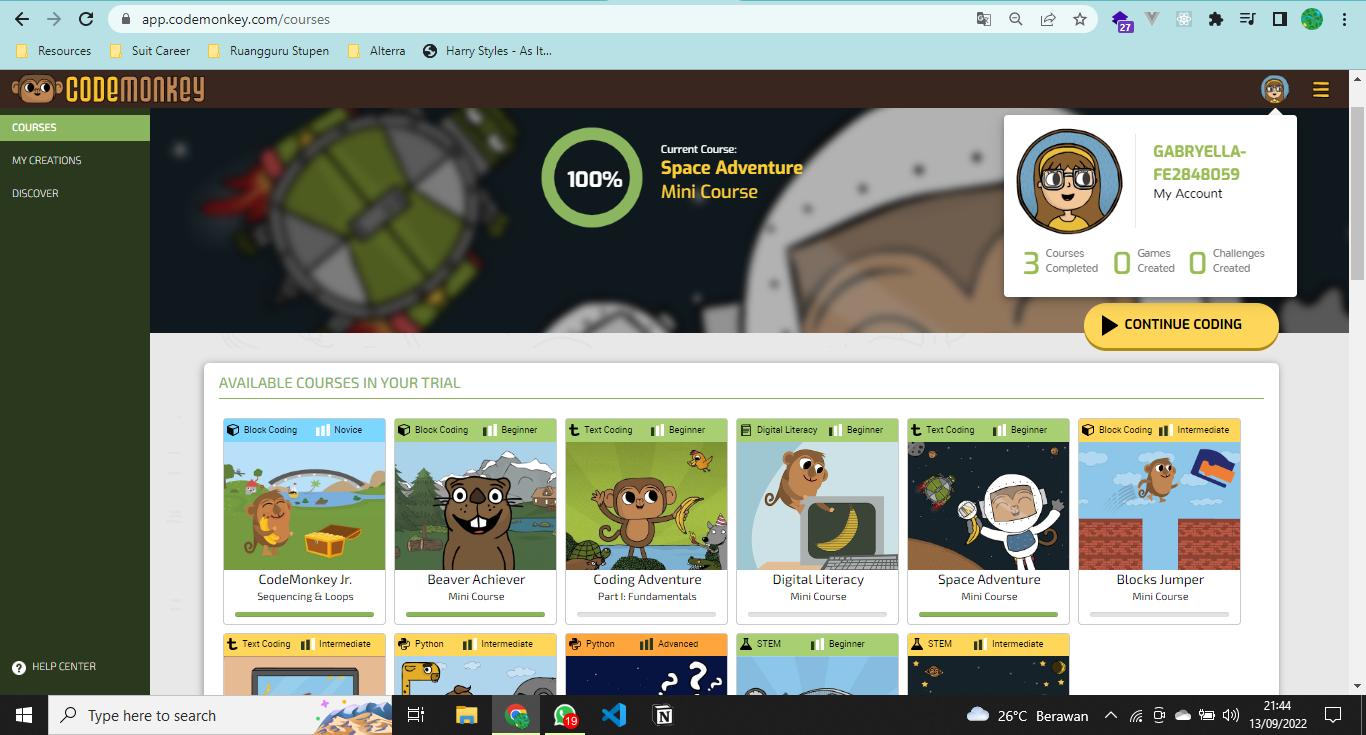 app.codemonkey.com/courses
27
Resources
Suit Career
Ruangguru Stupen
Alterra
Harry Styles - As It...
CODEMONKEY
COURSES
MY CREATIONS
DISCOVER
HELP CENTER
100%
Current Course:
Space Adventure
Mini Course
GABRYELLA-
FE2848059
My Account
3 Courses
Completed
0 Games
Created
0 Challenges
Created
CONTINUE CODING
AVAILABLE COURSES IN YOUR TRIAL
Block Coding Novice
CodeMonkey Jr.
Sequencing & Loops
Block Coding Beginner
Beaver Achiever
Mini Course
Text Coding Beginner
Coding Adventure
Part I: Fundamentals
Digital Literacy Beginner
Digital Literacy
Mini Course
Text Coding Beginner
Space Adventure
Mini Course
Block Coding Intermediate
Blocks Jumper
Mini Course
Text Coding Intermediate
Python Intermediate
Python Advanced
? ? ?
STEM Beginner
STEM Intermediate
Type here to search
19
26°C Berawan
21:44
13/09/2022